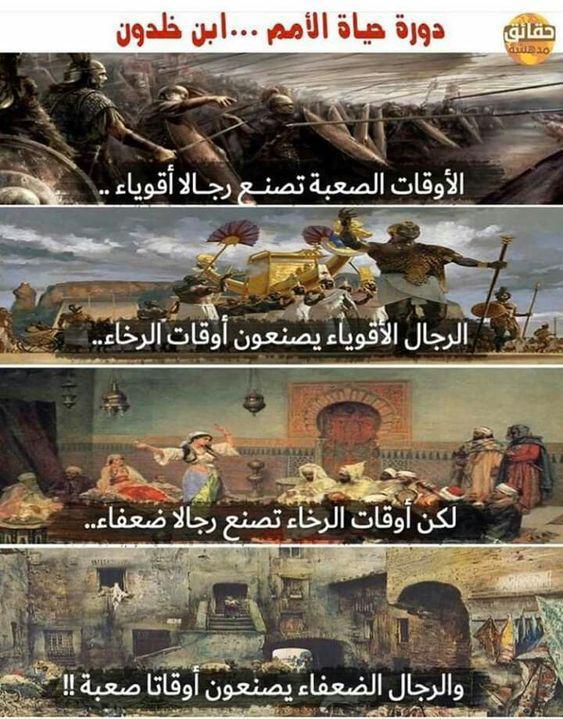 دورة حياة الأمم ...ابن خلدون
حقائق
مدهشة
الأوقات الصعبة تصنع رجالا أقوياء ..
الرجال الأقوياء يصنعون أوقات الرخاء..
لكن أوقات الرخاء تصنع رجالا ضعفاء..
والرجال الضعفاء يصنعون أوقاتا صعبة !!